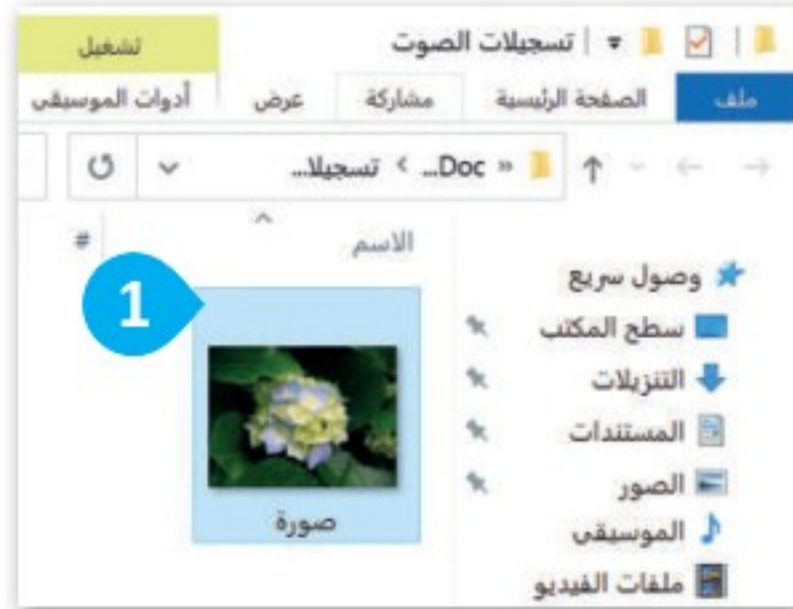 تسجيلات الصوت
تشغيل
ملف الصفحة الرئيسية مشاركة عرض أدوات الموسيقى
Doc... › تسجيلا... «
الاسم #
1
وصول سريع
سطح المكتب
التنزيلات
المستندات
الصور
الموسيقى
ملفات الفيديو
صورة